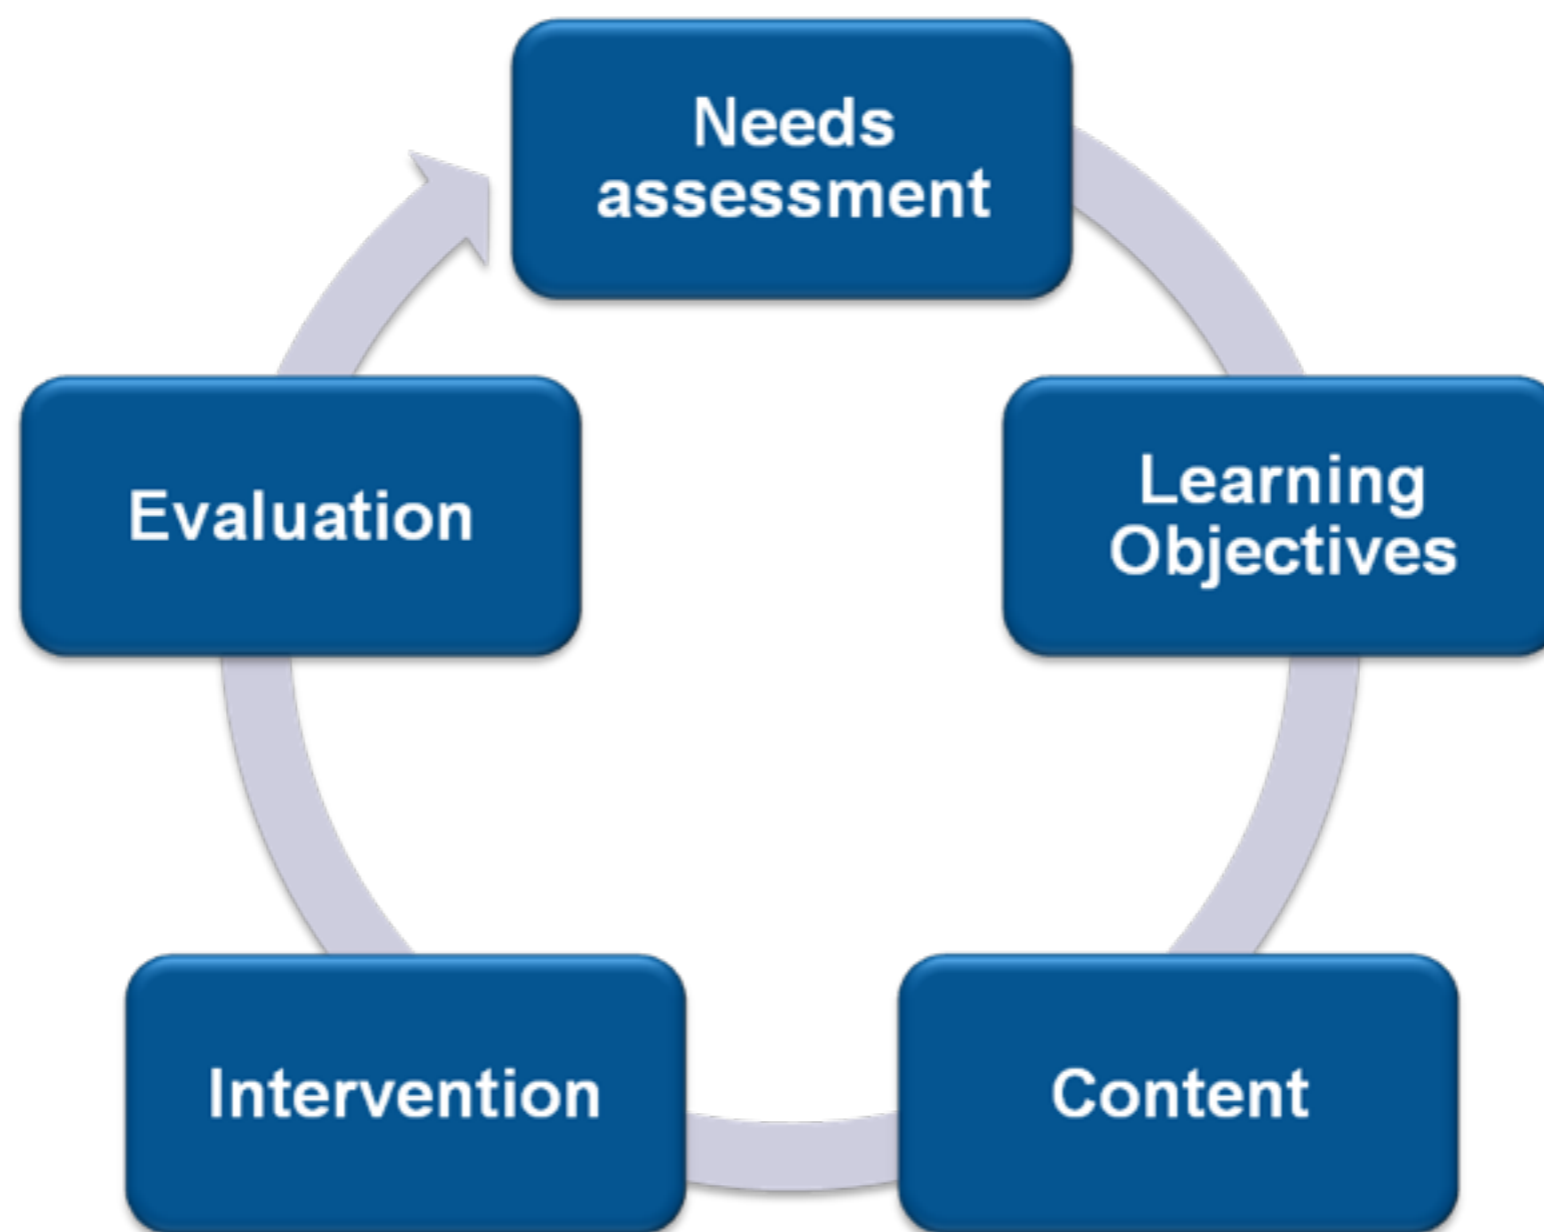 Needs
assessment
Learning
Objectives
Content
Intervention
Evaluation